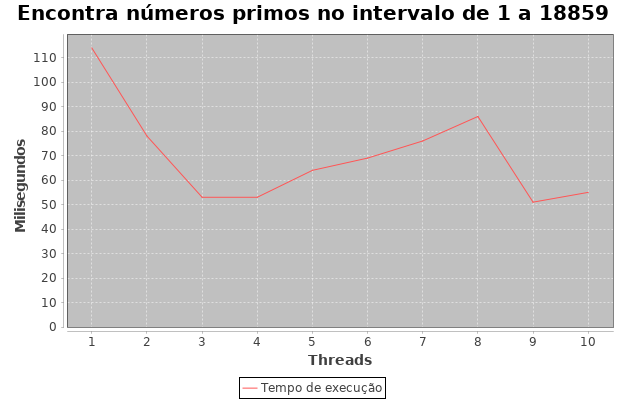 Encontra números primos no intervalo de 1 a 18859
110
100
90
80
70
60
50
40
30
20
10
0
Milisegundos
1 2 3 4 5 6 7 8 9 10
Threads
Tempo de execução